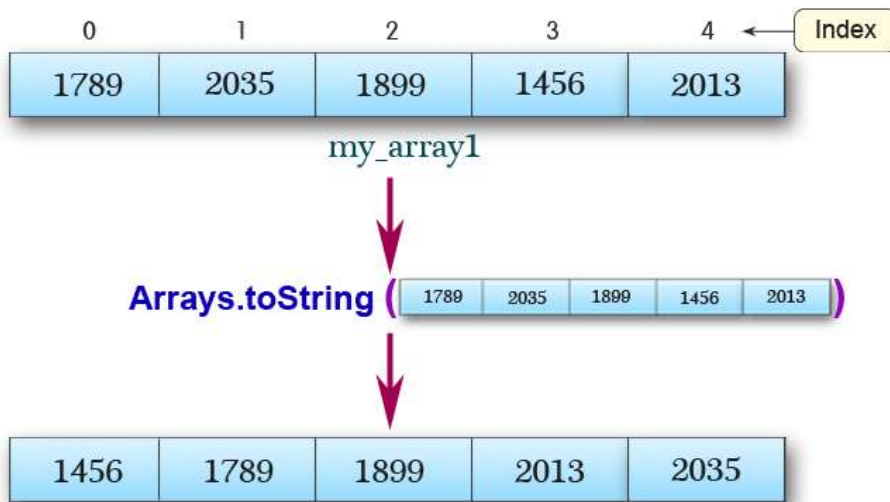 0 1 2 3 4 Index
1789 2035 1899 1456 2013
my_array1
Arrays.toString ( 1789 2035 1899 1456 2013 )
1456 1789 1899 2013 2035